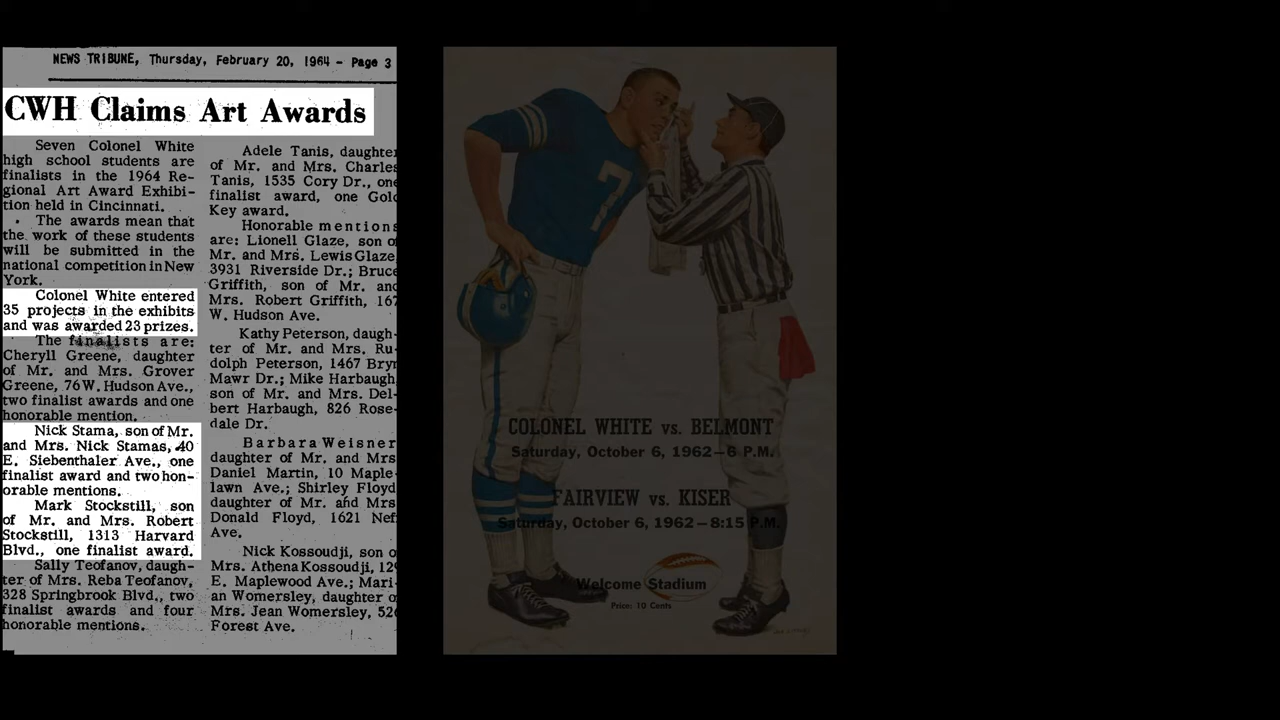 NEWS TRIBUNE, Thursday, February 20, 1964 - Page 3
CWH Claims Art Awards
Seven Colonel White
high school students are
finalists in the 1964 Re-
gional Art Award Exhibi-
tion held in Cincinnati.
The awards mean that
the work of these students
will be submitted in the
national competition in New
York.
Colonel White entered
35 projects in the exhibits
and was awarded 23 prizes.
The finalists are:
Cheryll Greene, daughter
of Mr. and Mrs. Grover
Greene, 76 W. Hudson Ave.,
two finalist awards and one
honorable mention.
Nick Stama, son of Mr.
and Mrs. Nick Stamas, 40
E. Siebenthaler Ave., one
finalist award and two hon-
orable mentions.
Mark Stockstill, son
of Mr. and Mrs. Robert
Stockstill, 1313 Harvard
Blvd., one finalist award.
Sally Teofanov, daugh-
ter of Mrs. Reba Teofanov,
328 Springbrook Blvd., two
finalist awards and four
honorable mentions.
Adele Tanis, daughter
of Mr. and Mrs. Charles
Tanis, 1535 Cory Dr., one
finalist award, one Gold
Key award.
Honorable mentions
are: Lionell Glaze, son of
Mr. and Mrs. Lewis Glaze,
3931 Riverside Dr.; Bruce
Griffith, son of Mr. and
Mrs. Robert Griffith, 167
W. Hudson Ave.
Kathy Peterson, daugh-
ter of Mr. and Mrs. Ru-
dolph Peterson, 1467 Bryn
Mawr Dr.; Mike Harbaugh,
son of Mr. and Mrs. Del-
bert Harbaugh, 826 Rose-
dale Dr.
Barbara Weisner
daughter of Mr. and Mrs
Daniel Martin, 10 Maple-
lawn Ave.; Shirley Floyd
daughter of Mr. and Mrs
Donald Floyd, 1621 Neff
Ave.
Nick Kossoudji, son o
Mrs. Athena Kossoudji, 129
E. Maplewood Ave.; Mari-
an Womersley, daughter o
Mrs. Jean Womersley, 526
Forest Ave.
7
COLONEL WHITE vs. BELMONT
Saturday, October 6, 1962—6 P.M.
FAIRVIEW vs. KISER
Saturday, October 6, 1962—8:15 P.M.
Welcome Stadium
Price: 10 Cents